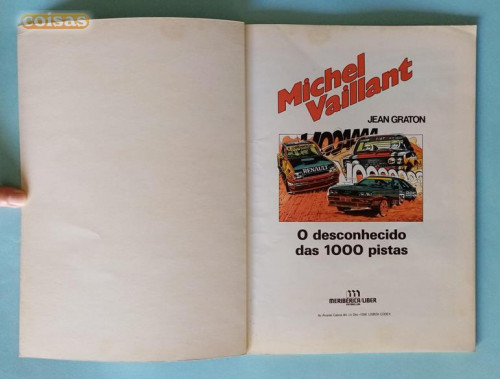 coisas
Michel
Vaillant
JEAN GRATON
RENAULT
O desconhecido
das 1000 pistas
MERIBÉRICA/LIBER